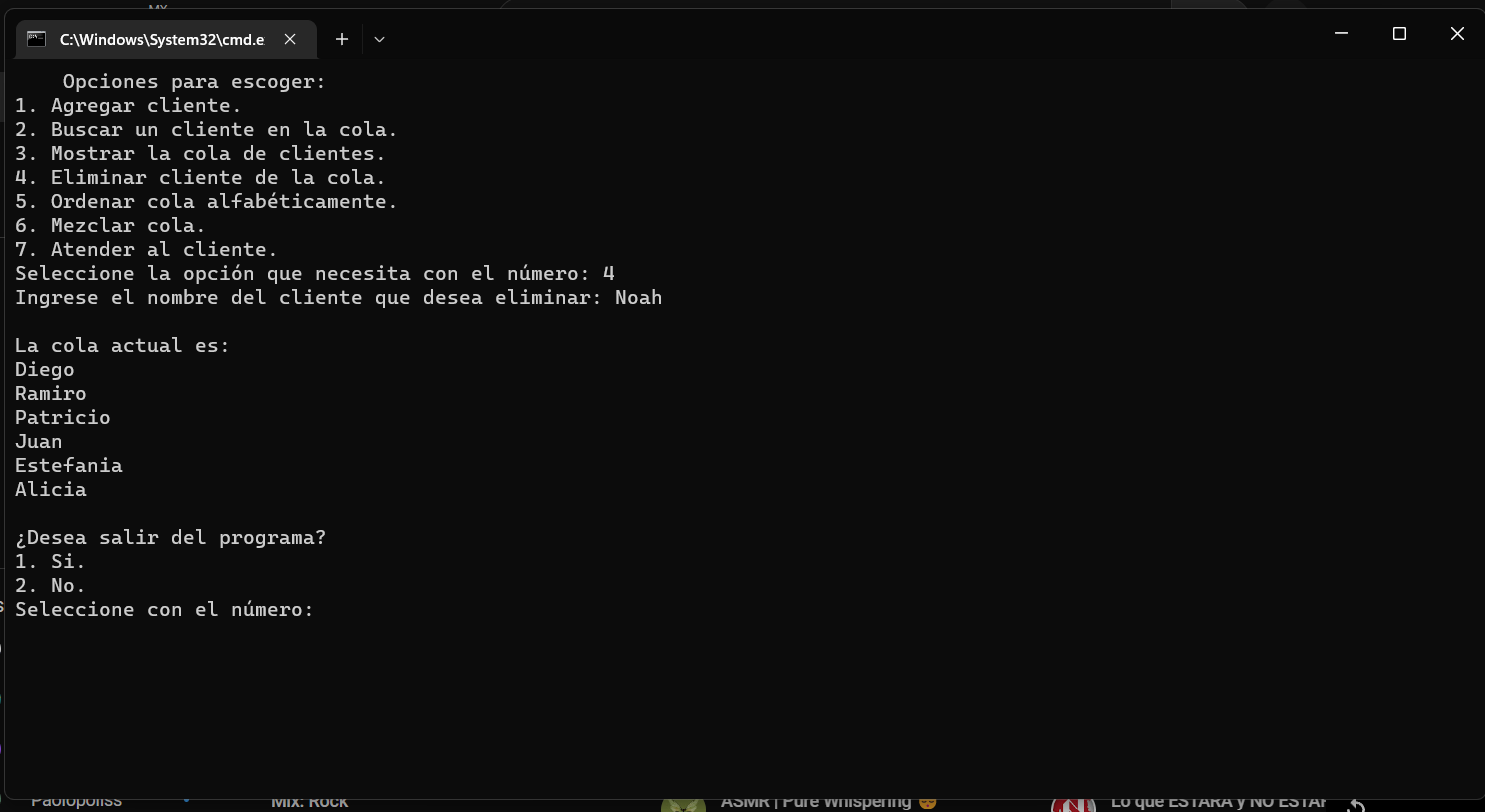 MX
C:\Windows\System32\cmd.e
Opciones para escoger:
1. Agregar cliente.
2. Buscar un cliente en la cola.
3. Mostrar la cola de clientes.
4. Eliminar cliente de la cola.
5. Ordenar cola alfabéticamente.
6. Mezclar cola.
7. Atender al cliente.
Seleccione la opción que necesita con el número: 4
Ingrese el nombre del cliente que desea eliminar: Noah
La cola actual es:
Diego
Ramiro
Patricio
Juan
Estefania
Alicia
¿Desea salir del programa?
1. Si.
2. No.
Seleccione con el número:
Paolopoliss
Mix: Rock
ASMR | Pure Whispering 😴
Lo que ESTARÁ y NO ESTAR